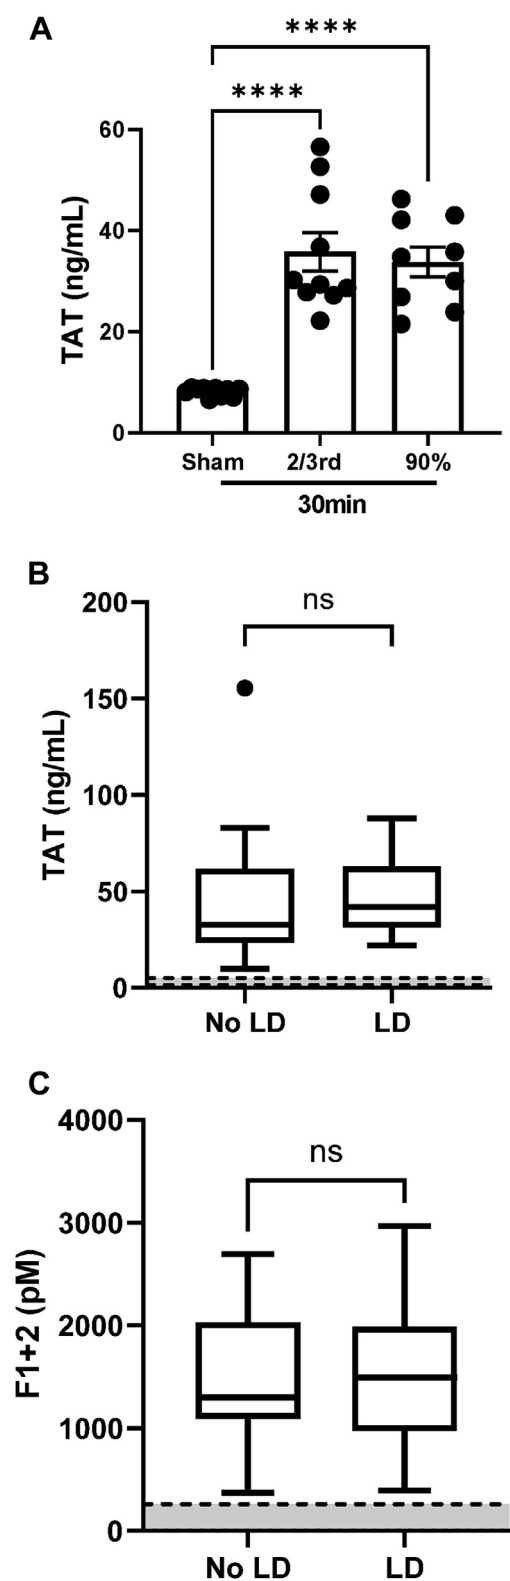 A
****
****
60
40
20
0
TAT (ng/mL)
Sham 2/3rd 90%
30min
B
ns
200
150
100
50
0
TAT (ng/mL)
No LD LD
C
ns
4000
3000
2000
1000
0
F1+2 (pM)
No LD LD